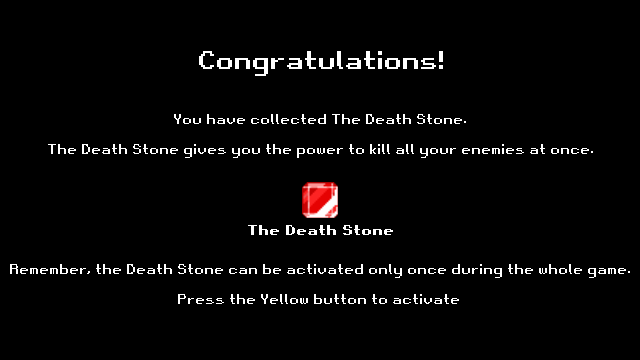 Congratulations!
You have collected The Death Stone.
The Death Stone gives you the power to kill all your enemies at once.
The Death Stone
Remember, the Death Stone can be activated only once during the whole game.
Press the Yellow button to activate